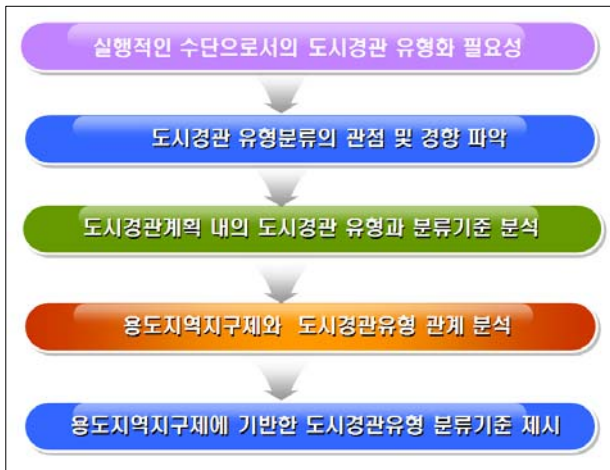 실행적인 수단으로서의 도시경관 유형화 필요성
도시경관 유형분류의 관점 및 경향 파악
도시경관계획 내의 도시경관 유형과 분류기준 분석
용도지역지구제와 도시경관유형 관계 분석
용도지역지구제에 기반한 도시경관유형 분류기준 제시